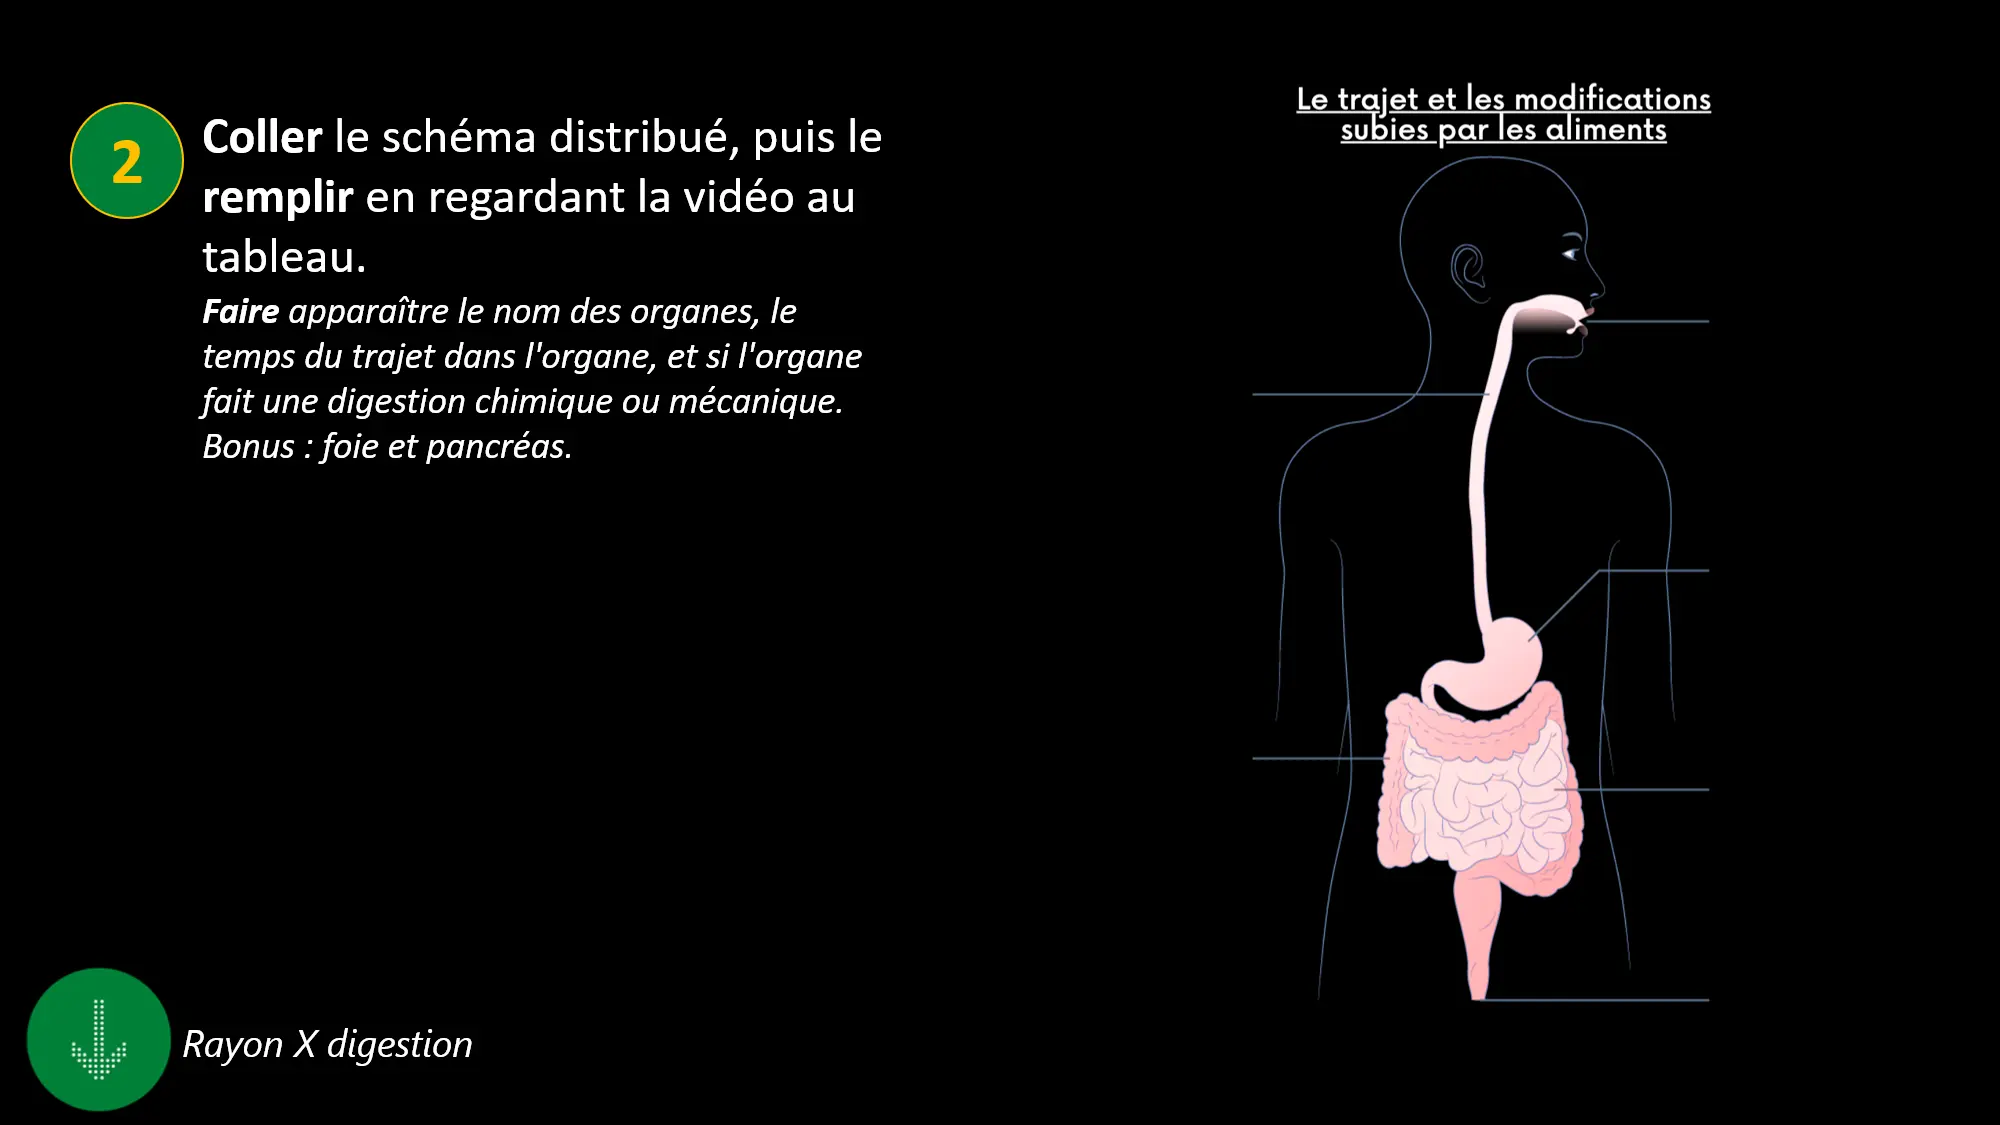 2
Coller le schéma distribué, puis le
remplir en regardant la vidéo au
tableau.
Faire apparaître le nom des organes, le
temps du trajet dans l'organe, et si l'organe
fait une digestion chimique ou mécanique.
Bonus : foie et pancréas.
Rayon X digestion
Le trajet et les modifications
subies par les aliments